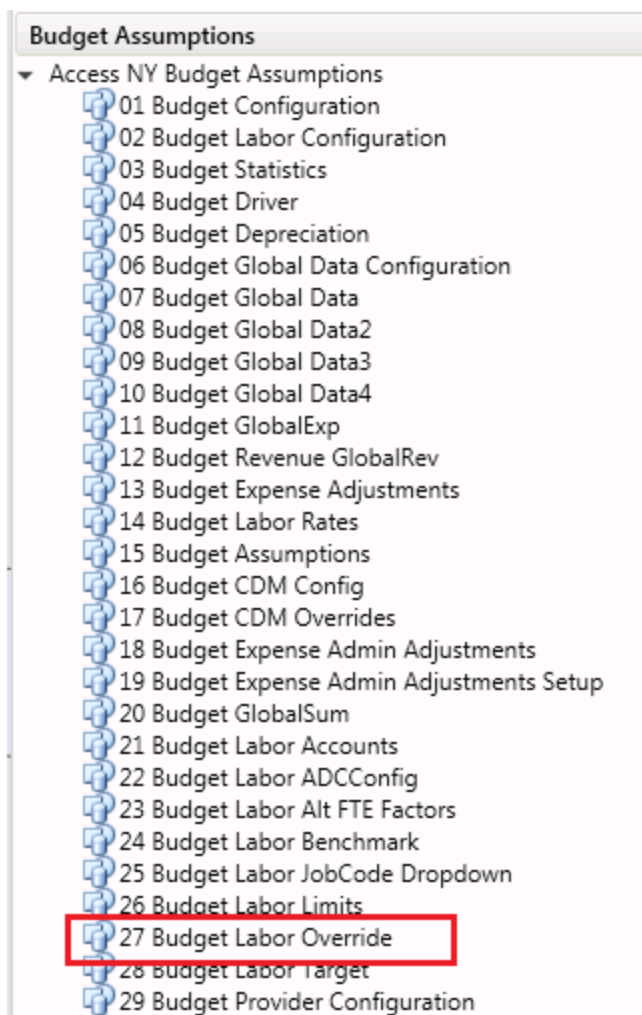 Budget Assumptions
Access NY Budget Assumptions
01 Budget Configuration
02 Budget Labor Configuration
03 Budget Statistics
04 Budget Driver
05 Budget Depreciation
06 Budget Global Data Configuration
07 Budget Global Data
08 Budget Global Data2
09 Budget Global Data3
10 Budget Global Data4
11 Budget GlobalExp
12 Budget Revenue GlobalRev
13 Budget Expense Adjustments
14 Budget Labor Rates
15 Budget Assumptions
16 Budget CDM Config
17 Budget CDM Overrides
18 Budget Expense Admin Adjustments
19 Budget Expense Admin Adjustments Setup
20 Budget GlobalSum
21 Budget Labor Accounts
22 Budget Labor ADCConfig
23 Budget Labor Alt FTE Factors
24 Budget Labor Benchmark
25 Budget Labor JobCode Dropdown
26 Budget Labor Limits
27 Budget Labor Override
28 Budget Labor Target
29 Budget Provider Configuration